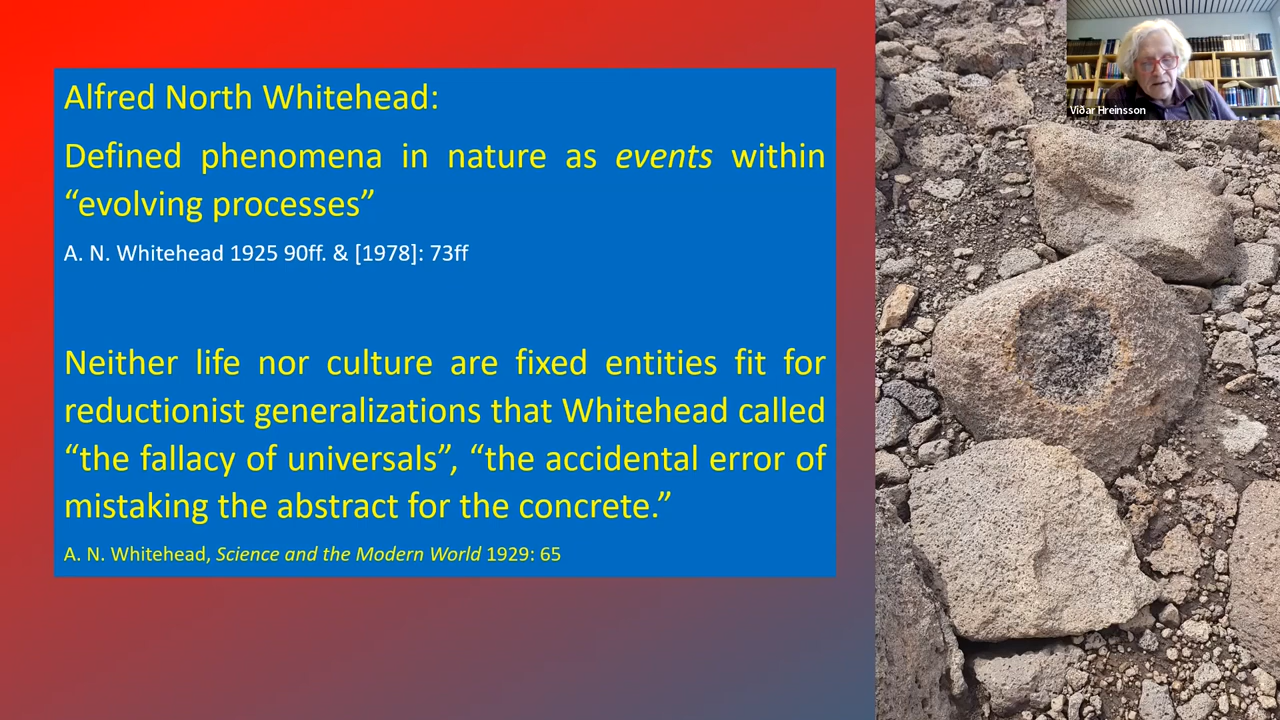 Alfred North Whitehead:
Defined phenomena in nature as events within
“evolving processes”
A. N. Whitehead 1925 90ff. & [1978]: 73ff
Neither life nor culture are fixed entities fit for
reductionist generalizations that Whitehead called
“the fallacy of universals”, “the accidental error of
mistaking the abstract for the concrete.”
A. N. Whitehead, Science and the Modern World 1929: 65
Viðar Hreinsson